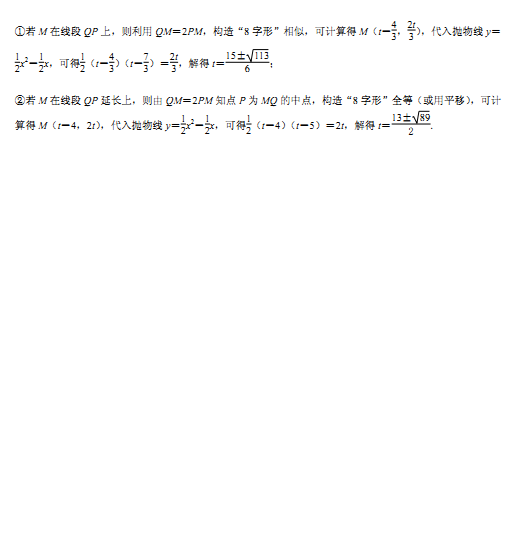 ①若 M 在线段 QP 上，则利用 QM=2PM，构造“8 字形”相似，可计算得 M（t−4/3，2t/3），代入抛物线 y=
1/2x²−1/2x，可得1/2（t−4/3）（t−7/3）=2t/3，解得 t=(15±√113)/6；
②若 M 在线段 QP 延长上，则由 QM=2PM 知点 P 为 MQ 的中点，构造“8 字形”全等（或用平移），可计
算得 M（t−4，2t），代入抛物线 y=1/2x²−1/2x，可得1/2（t−4）（t−5）=2t，解得 t=(13±√89)/2.